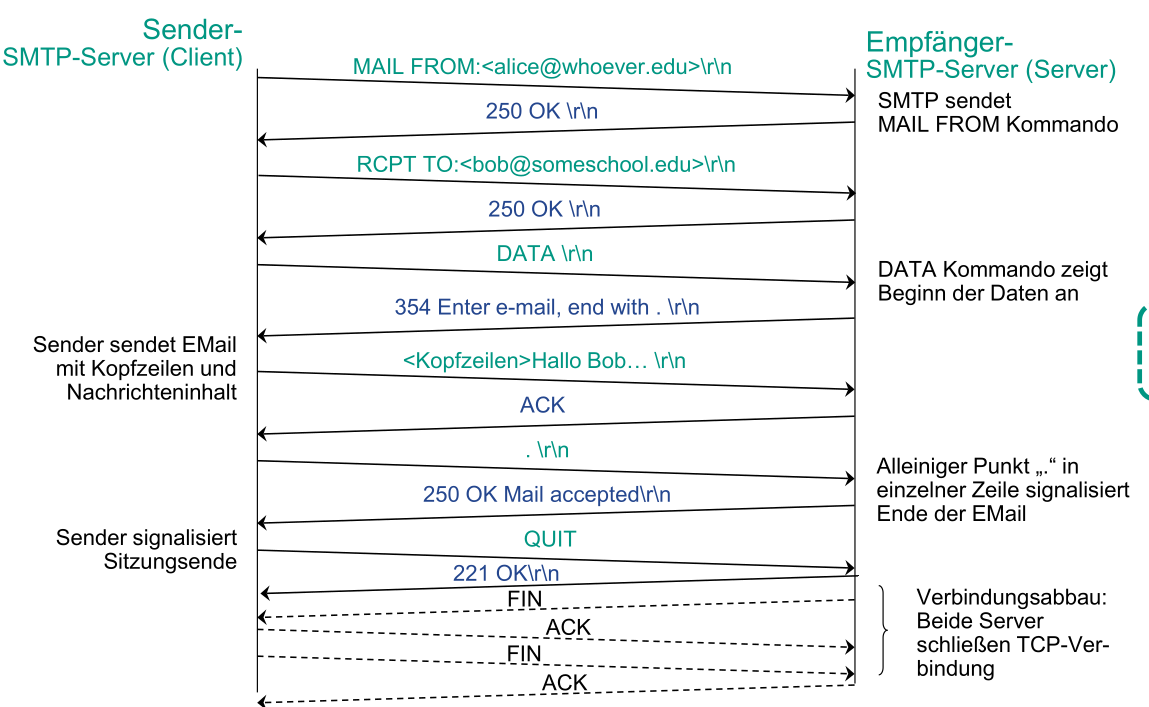 Sender-
SMTP-Server (Client)
Empfänger-
SMTP-Server (Server)
MAIL FROM:<alice@whoever.edu>\r\n
SMTP sendet
MAIL FROM Kommando
250 OK \r\n
RCPT TO:<bob@someschool.edu>\r\n
250 OK \r\n
DATA \r\n
DATA Kommando zeigt
Beginn der Daten an
354 Enter e-mail, end with . \r\n
Sender sendet EMail
mit Kopfzeilen und
Nachrichteninhalt
<Kopfzeilen>Hallo Bob… \r\n
ACK
. \r\n
Alleiniger Punkt „.“ in
einzelner Zeile signalisiert
Ende der EMail
250 OK Mail accepted\r\n
Sender signalisiert
Sitzungsende
QUIT
221 OK\r\n
FIN
ACK
FIN
ACK
Verbindungsabbau:
Beide Server
schließen TCP-Ver-
bindung